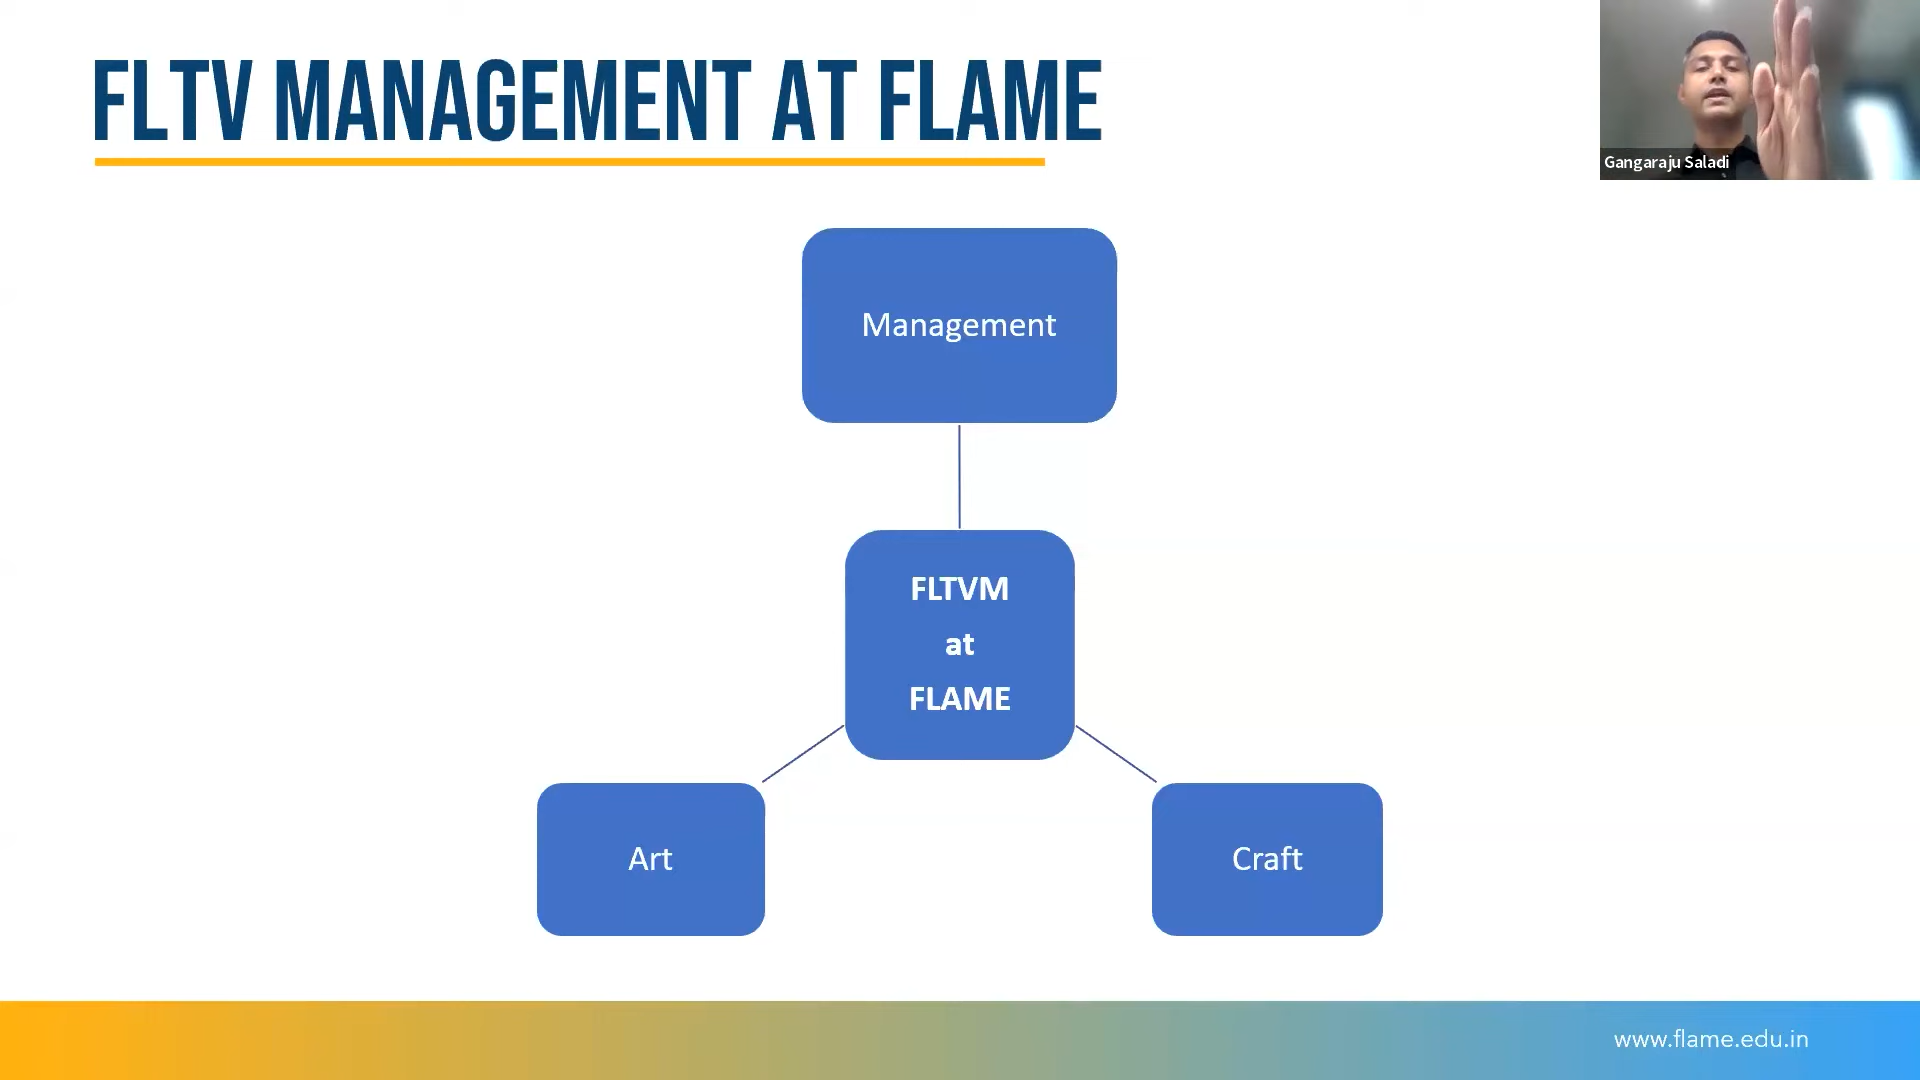 FLTV MANAGEMENT AT FLAME
Gangaraju Saladi
Management
FLTVM
at
FLAME
Art
Craft
www.flame.edu.in